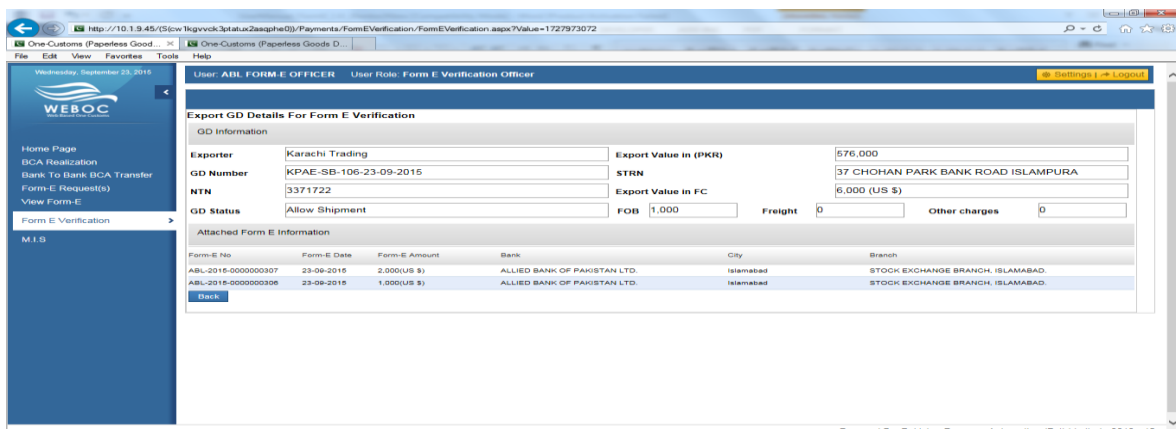 http://10.1.9.45/(S(cw1kgvvck3ptatux2asqphe0))/Payments/FormEVerification/FormEVerification.aspx?Value=1727973072
One-Customs (Paperless Good...
One-Customs (Paperless Goods D...
File Edit View Favorites Tools Help
Wednesday, September 23, 2015
WEBOC
Web Based One Customs
User: ABL FORM-E OFFICER User Role: Form E Verification Officer
Settings | Logout
Home Page
BCA Realization
Bank To Bank BCA Transfer
Form-E Request(s)
View Form-E
Form E Verification
M.I.S
Export GD Details For Form E Verification
GD Information
Exporter Karachi Trading Export Value in (PKR) 576,000
GD Number KPAE-SB-106-23-09-2015 STRN 37 CHOHAN PARK BANK ROAD ISLAMPURA
NTN 3371722 Export Value in FC 6,000 (US $)
GD Status Allow Shipment FOB 1,000 Freight 0 Other charges 0
Attached Form E Information
Form-E No Form-E Date Form-E Amount Bank City Branch
ABL-2015-0000000307 23-09-2015 2,000(US $) ALLIED BANK OF PAKISTAN LTD. Islamabad STOCK EXCHANGE BRANCH, ISLAMABAD.
ABL-2015-0000000306 23-09-2015 1,000(US $) ALLIED BANK OF PAKISTAN LTD. Islamabad STOCK EXCHANGE BRANCH, ISLAMABAD.
Back